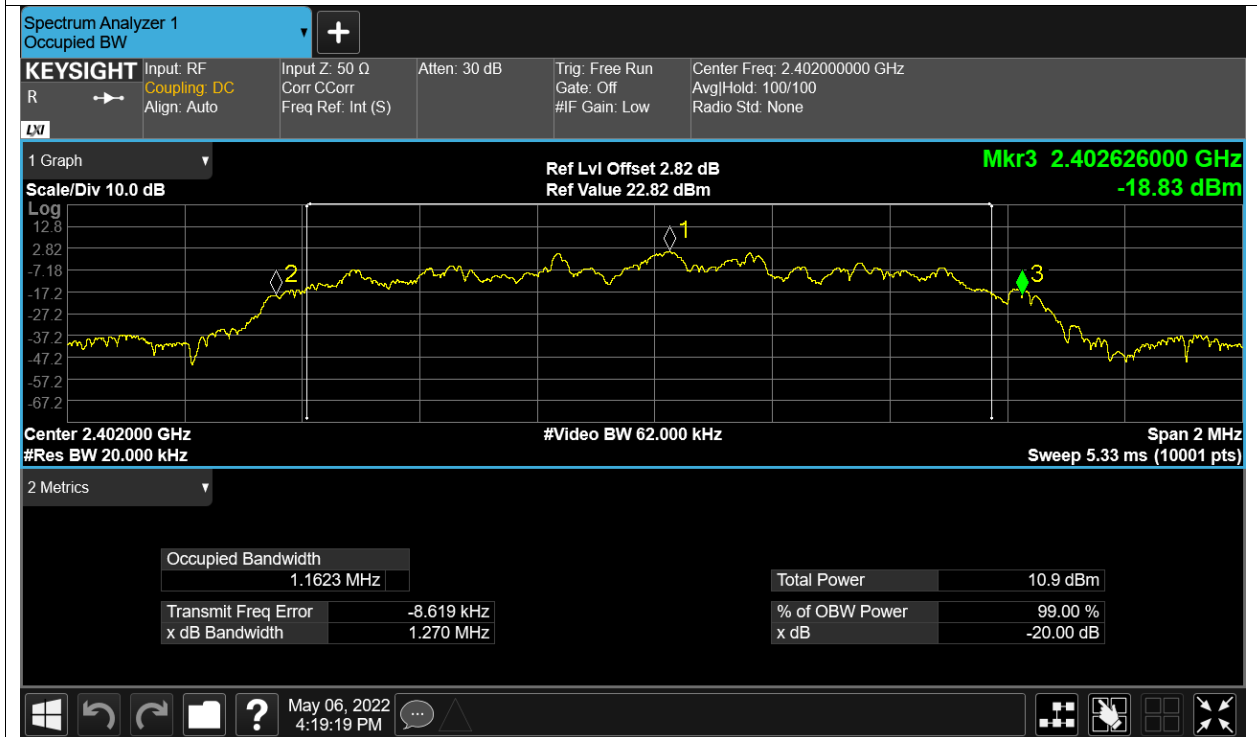 Spectrum Analyzer 1
Occupied BW
KEYSIGHT
R
LXI
Input: RF
Coupling: DC
Align: Auto
Input Z: 50 Ω
Corr CCorr
Freq Ref: Int (S)
Atten: 30 dB
Trig: Free Run
Gate: Off
#IF Gain: Low
Center Freq: 2.402000000 GHz
Avg|Hold: 100/100
Radio Std: None
1 Graph
Scale/Div 10.0 dB
Ref Lvl Offset 2.82 dB
Ref Value 22.82 dBm
Mkr3 2.402626000 GHz
-18.83 dBm
Log
12.8
2.82
-7.18
-17.2
-27.2
-37.2
-47.2
-57.2
-67.2
1
2
3
Center 2.402000 GHz
#Video BW 62.000 kHz
Span 2 MHz
#Res BW 20.000 kHz
Sweep 5.33 ms (10001 pts)
2 Metrics
Occupied Bandwidth
1.1623 MHz
Total Power 10.9 dBm
Transmit Freq Error -8.619 kHz
% of OBW Power 99.00 %
x dB Bandwidth 1.270 MHz
x dB -20.00 dB
?
May 06, 2022
4:19:19 PM